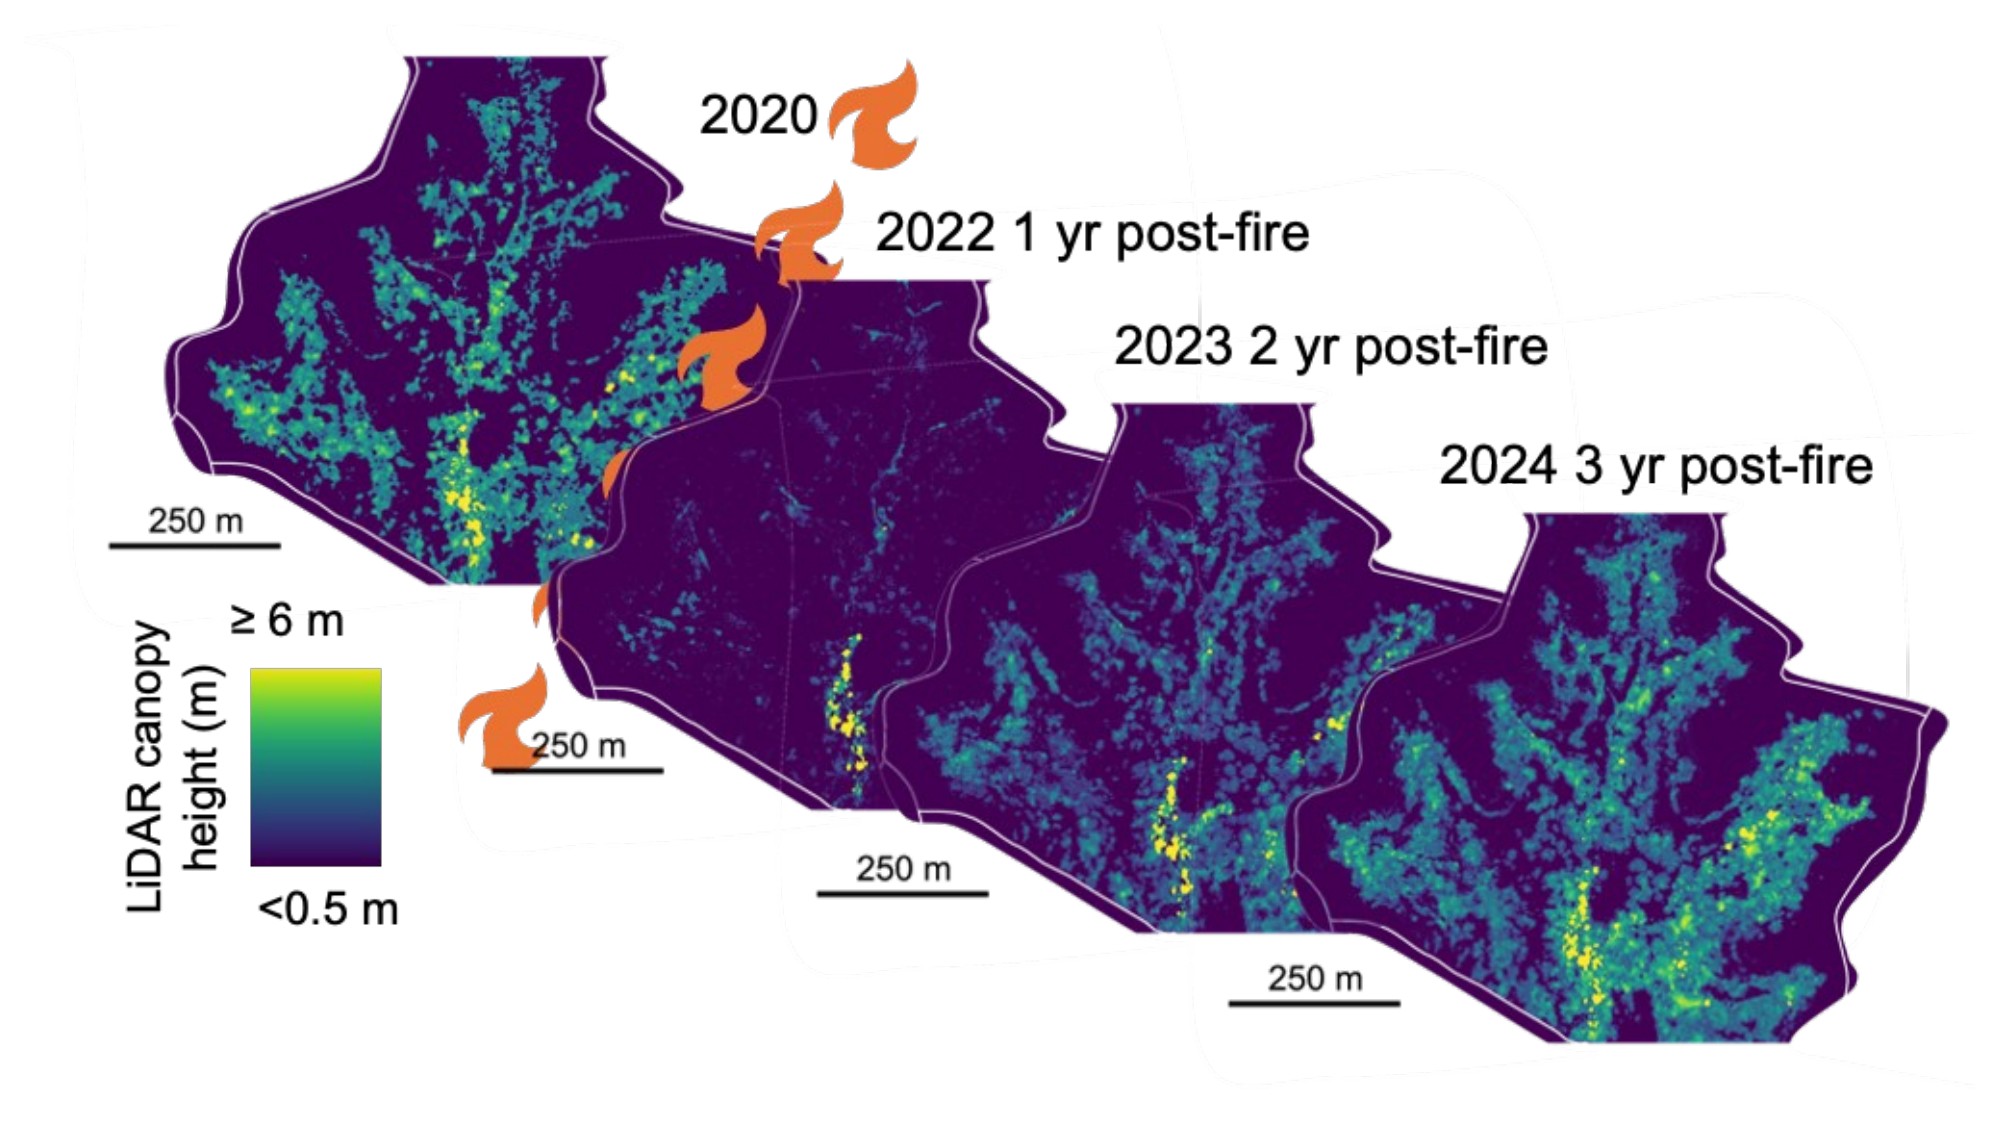 2020
2022 1 yr post-fire
2023 2 yr post-fire
2024 3 yr post-fire
250 m
250 m
250 m
250 m
≥ 6 m
LiDAR canopy
height (m)
<0.5 m